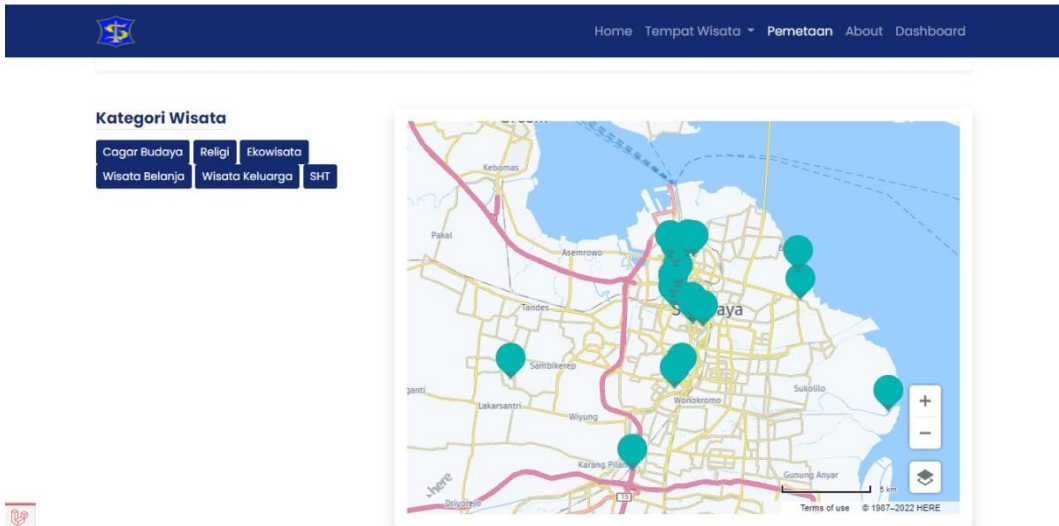 Home Tempat Wisata Pemetaan About Dashboard
Kategori Wisata
Cagar Budaya Religi Ekowisata
Wisata Belanja Wisata Keluarga SHT
Kebomas
Pakal
Asemrowo
Tandes
Sambikerep
Lakarsantri
Wiyung
Wonokromo
Sukolilo
Karang Pilang
Gunung Anyar
15
Driyorejo
here
5 km
Terms of use © 1987–2022 HERE